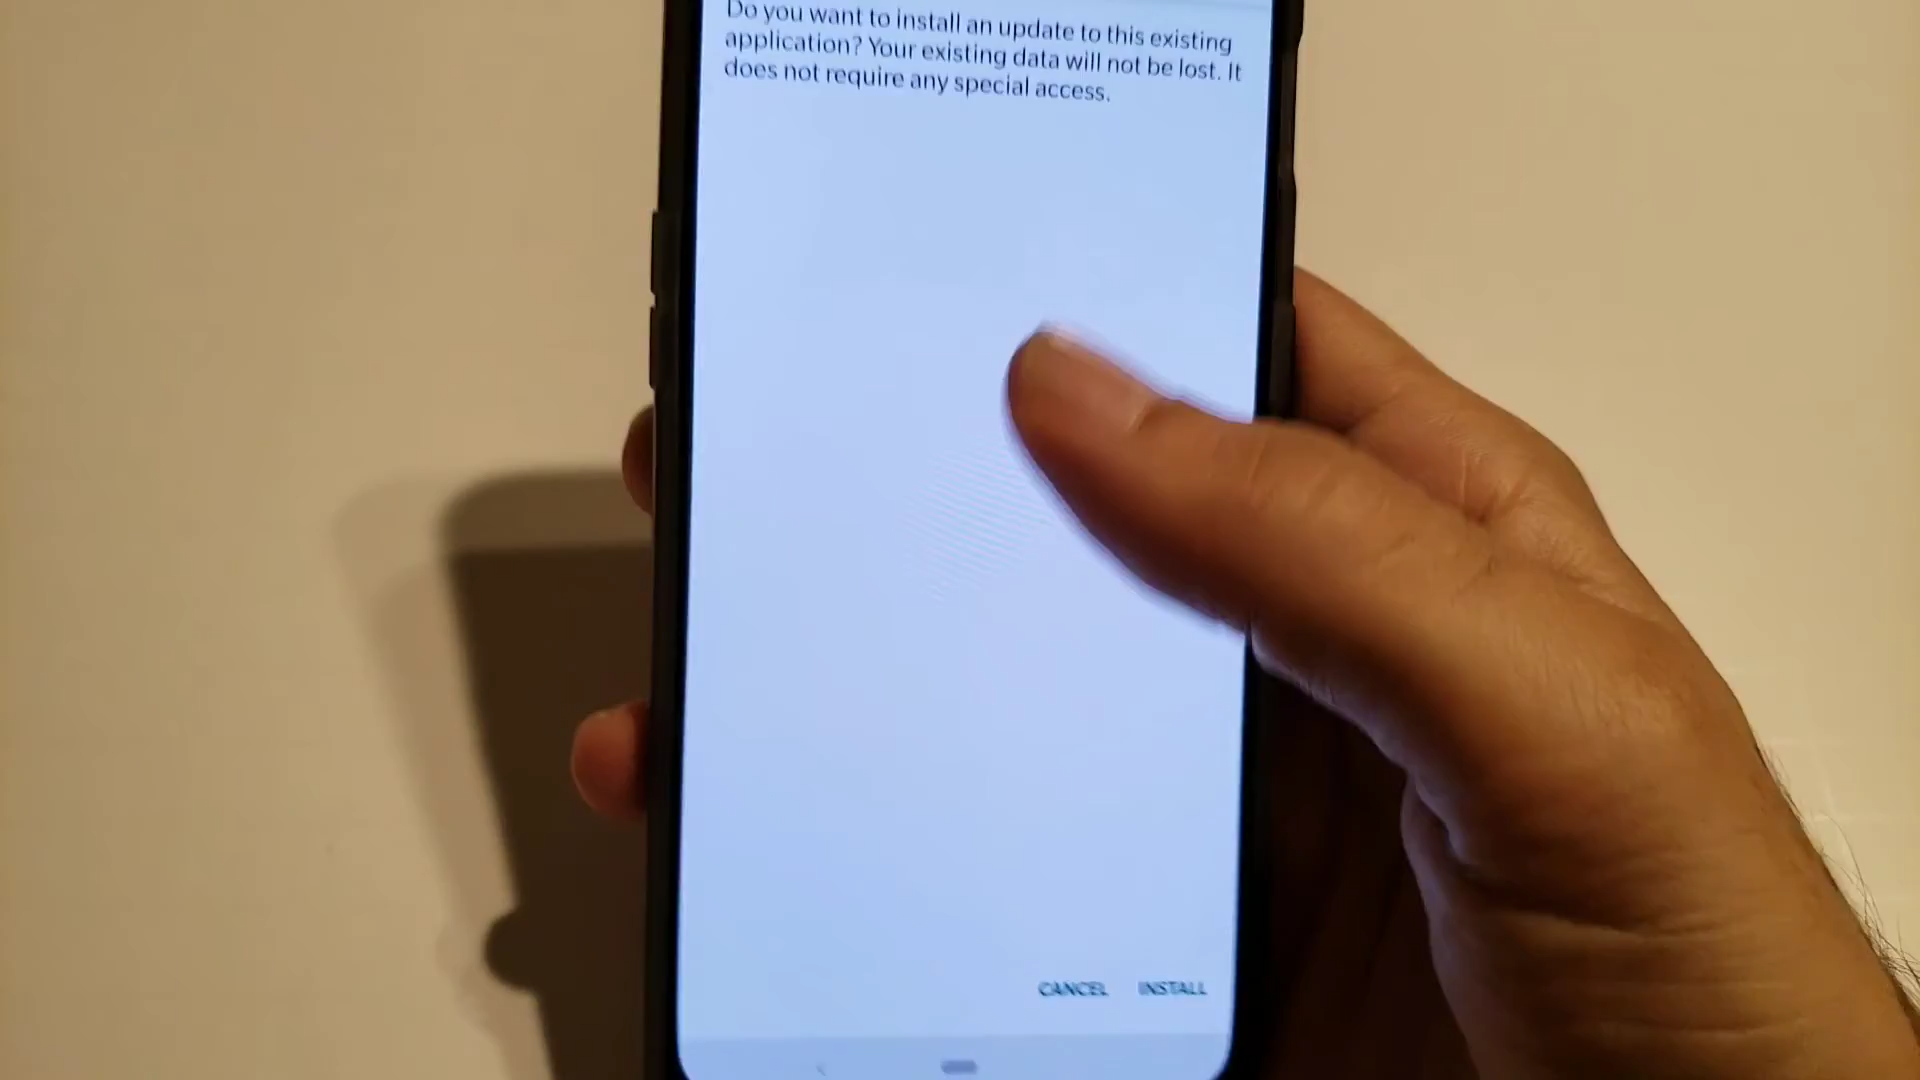 Do you want to install an update to this existing
application? Your existing data will not be lost. It
does not require any special access.
CANCEL INSTALL